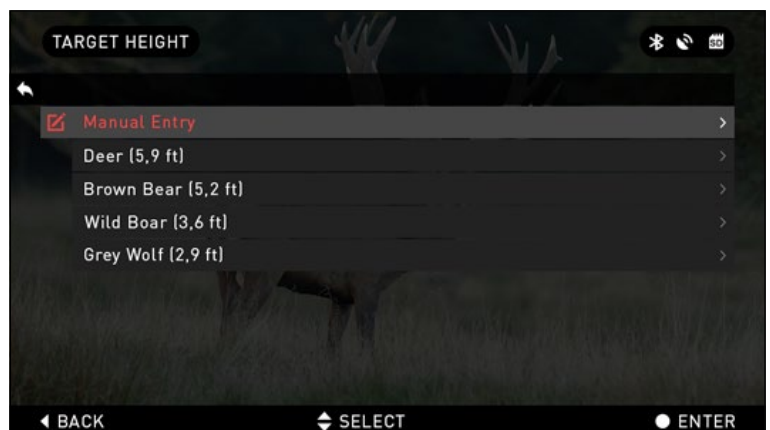 TARGET HEIGHT
SD
Manual Entry
Deer (5,9 ft)
Brown Bear (5,2 ft)
Wild Boar (3,6 ft)
Grey Wolf (2,9 ft)
BACK SELECT ENTER